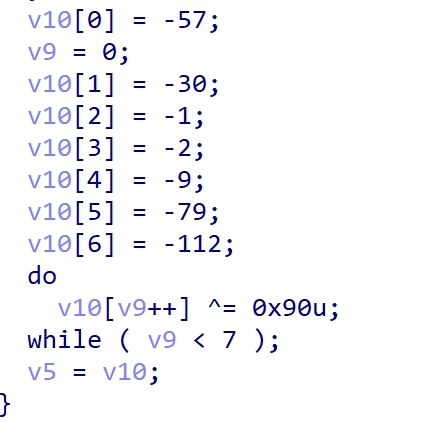 v10[0] = -57;
v9 = 0;
v10[1] = -30;
v10[2] = -1;
v10[3] = -2;
v10[4] = -9;
v10[5] = -79;
v10[6] = -112;
do
v10[v9++] ^= 0x90u;
while ( v9 < 7 );
v5 = v10;
}